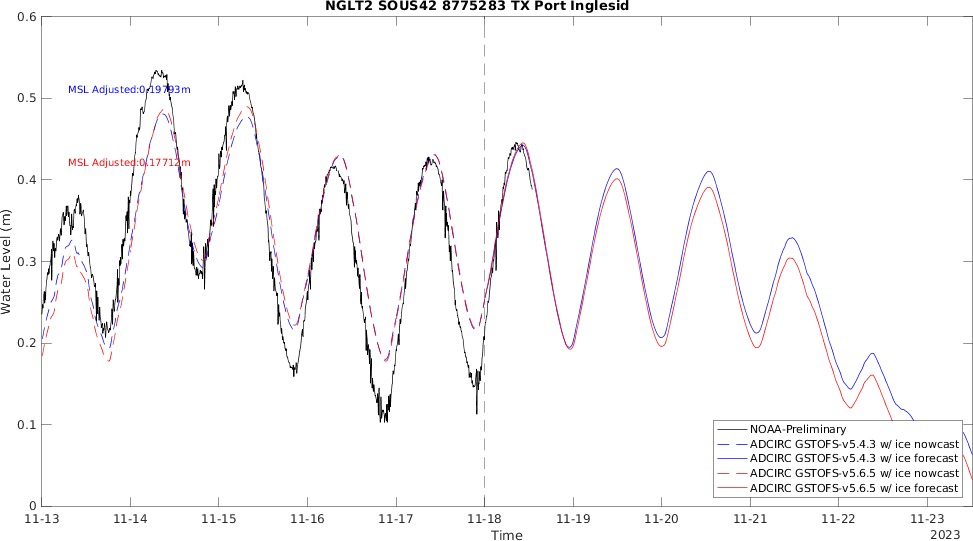 NGLT2 SOUS42 8775283 TX Port Inglesid
Water Level (m)
0.6
0.5
0.4
0.3
0.2
0.1
0
MSL Adjusted:0.19793m
MSL Adjusted:0.17712m
NOAA-Preliminary
ADCIRC GSTOFS-v5.4.3 w/ ice nowcast
ADCIRC GSTOFS-v5.4.3 w/ ice forecast
ADCIRC GSTOFS-v5.6.5 w/ ice nowcast
ADCIRC GSTOFS-v5.6.5 w/ ice forecast
11-13 11-14 11-15 11-16 11-17 11-18 11-19 11-20 11-21 11-22 11-23
Time
2023